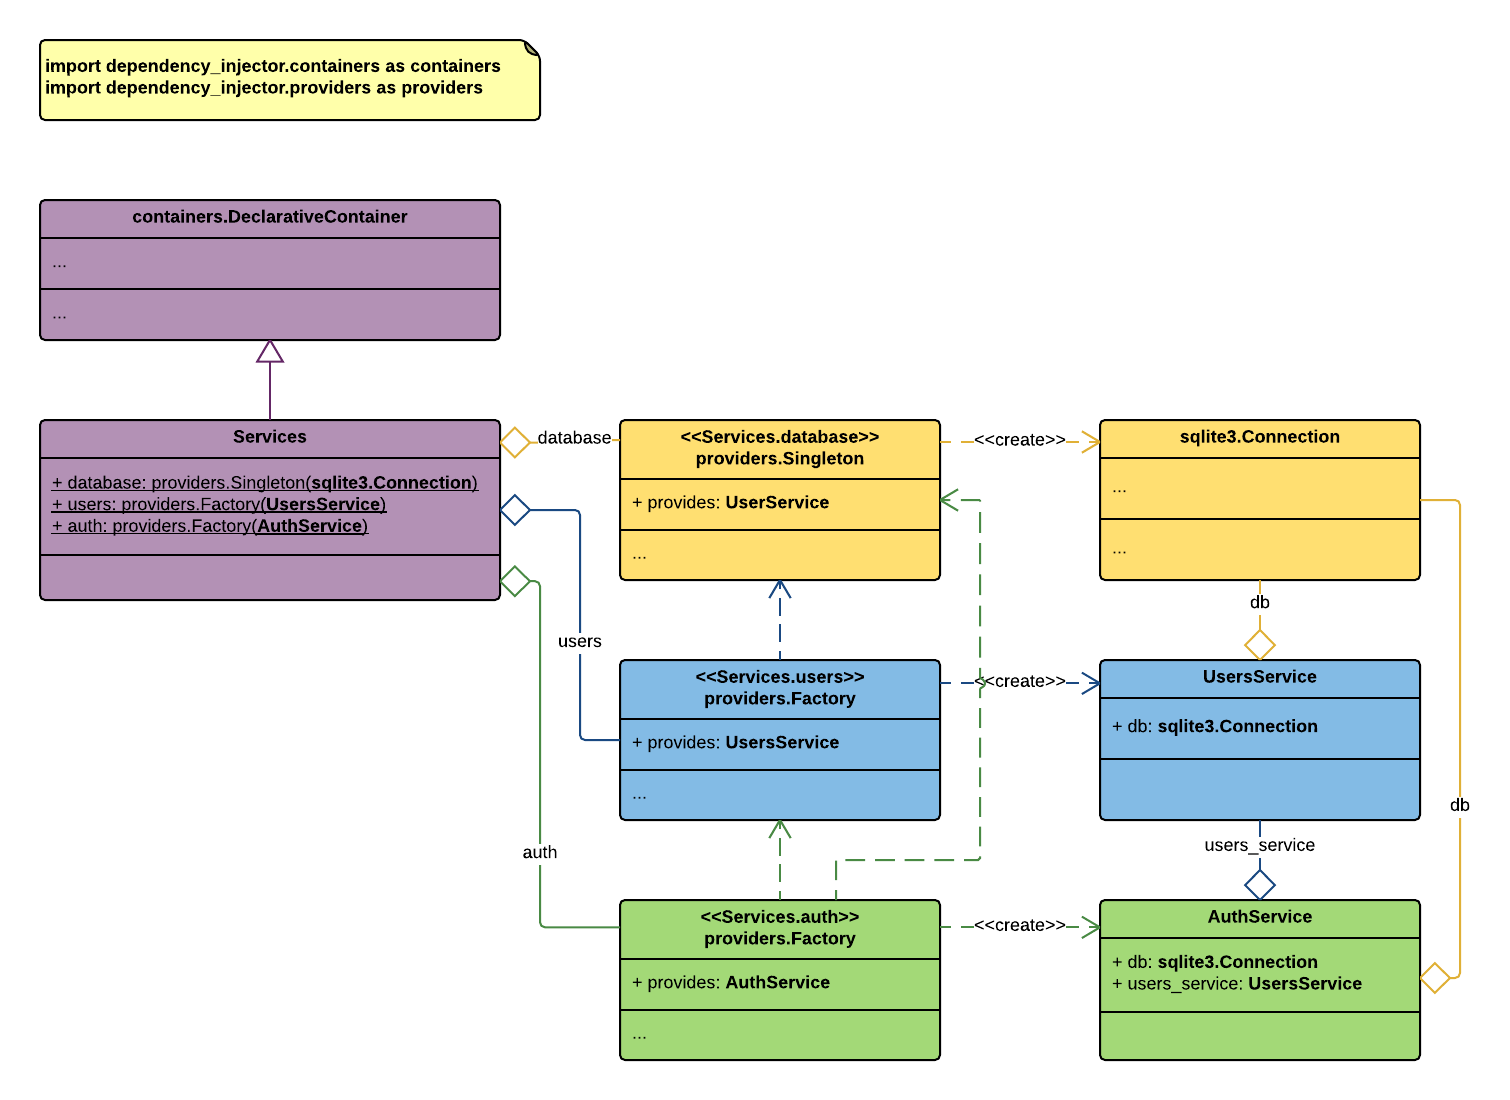 import dependency_injector.containers as containers
import dependency_injector.providers as providers
containers.DeclarativeContainer
...
...
Services
+ database: providers.Singleton(sqlite3.Connection)
+ users: providers.Factory(UsersService)
+ auth: providers.Factory(AuthService)
database
users
auth
<<Services.database>>
providers.Singleton
+ provides: UserService
...
<<create>>
sqlite3.Connection
...
...
db
<<Services.users>>
providers.Factory
+ provides: UsersService
...
<<create>>
UsersService
+ db: sqlite3.Connection
db
users_service
<<Services.auth>>
providers.Factory
+ provides: AuthService
...
<<create>>
AuthService
+ db: sqlite3.Connection
+ users_service: UsersService